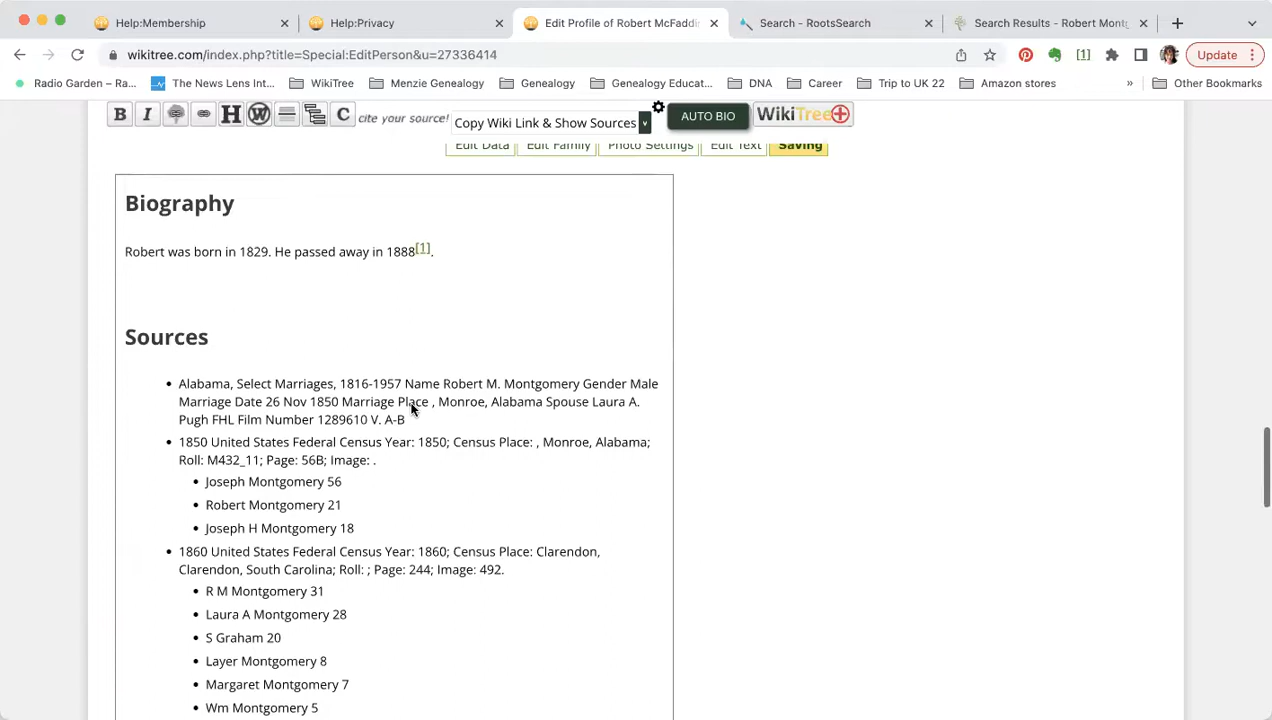 Help:Membership
Help:Privacy
Edit Profile of Robert McFaddi
Search - RootsSearch
Search Results - Robert Montg
wikitree.com/index.php?title=Special:EditPerson&u=27336414
[1]
Update
Radio Garden – Ra...
The News Lens Int...
WikiTree
Menzie Genealogy
Genealogy
Genealogy Educat...
DNA
Career
Trip to UK 22
Amazon stores
»
Other Bookmarks
B I H W C cite your source!
Copy Wiki Link & Show Sources
AUTO BIO
WikiTree
Edit Data
Edit Family
Photo Settings
Edit Text
Saving
Biography
Robert was born in 1829. He passed away in 1888[1].
Sources
• Alabama, Select Marriages, 1816-1957 Name Robert M. Montgomery Gender Male
Marriage Date 26 Nov 1850 Marriage Place , Monroe, Alabama Spouse Laura A.
Pugh FHL Film Number 1289610 V. A-B
• 1850 United States Federal Census Year: 1850; Census Place: , Monroe, Alabama;
Roll: M432_11; Page: 56B; Image: .
• Joseph Montgomery 56
• Robert Montgomery 21
• Joseph H Montgomery 18
• 1860 United States Federal Census Year: 1860; Census Place: Clarendon,
Clarendon, South Carolina; Roll: ; Page: 244; Image: 492.
• R M Montgomery 31
• Laura A Montgomery 28
• S Graham 20
• Layer Montgomery 8
• Margaret Montgomery 7
• Wm Montgomery 5